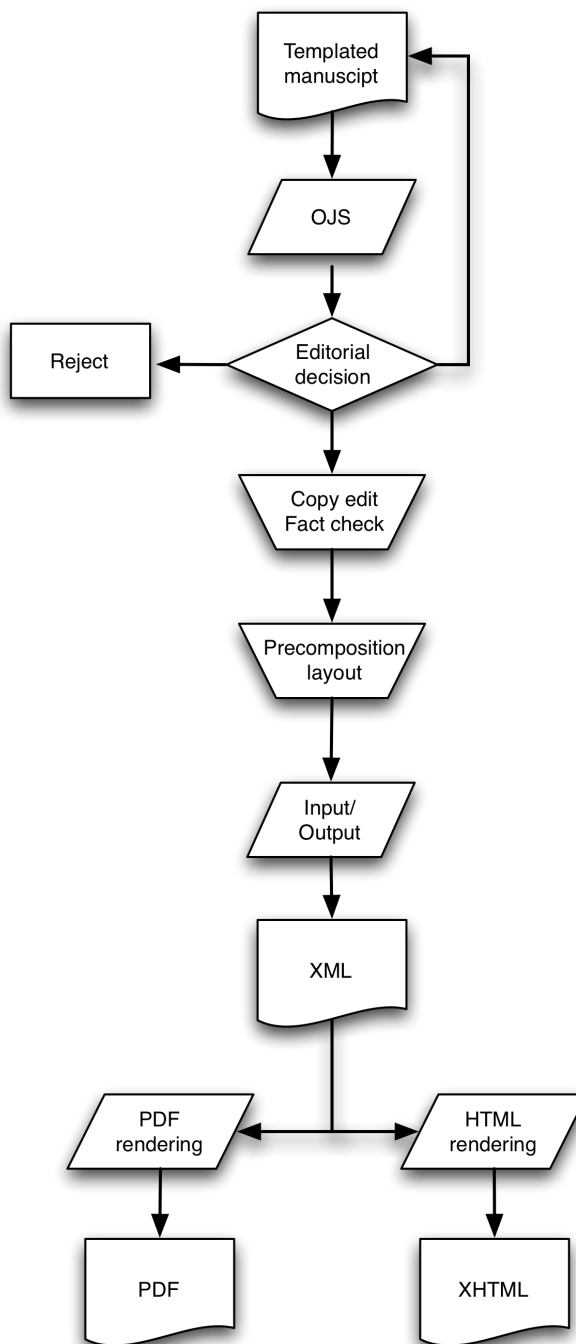 Templated
manuscipt
OJS
Reject
Editorial
decision
Copy edit
Fact check
Precomposition
layout
Input/
Output
XML
PDF
rendering
HTML
rendering
PDF
XHTML